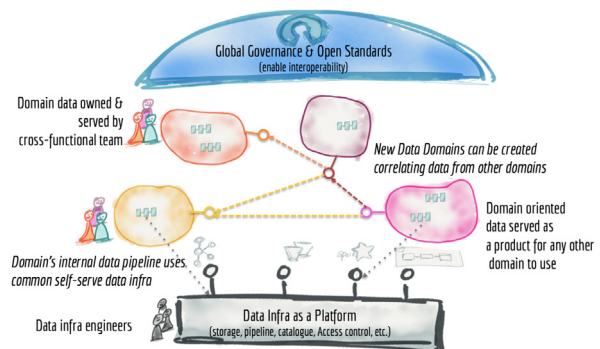 Global Governance & Open Standards
(enable interoperability)
Domain data owned &
served by
cross-functional team
New Data Domains can be created
correlating data from other domains
Domain oriented
data served as
a product for any other
domain to use
Domain's internal data pipeline uses
common self-serve data infra
Data infra engineers
Data Infra as a Platform
(storage, pipeline, catalogue, Access control, etc.)